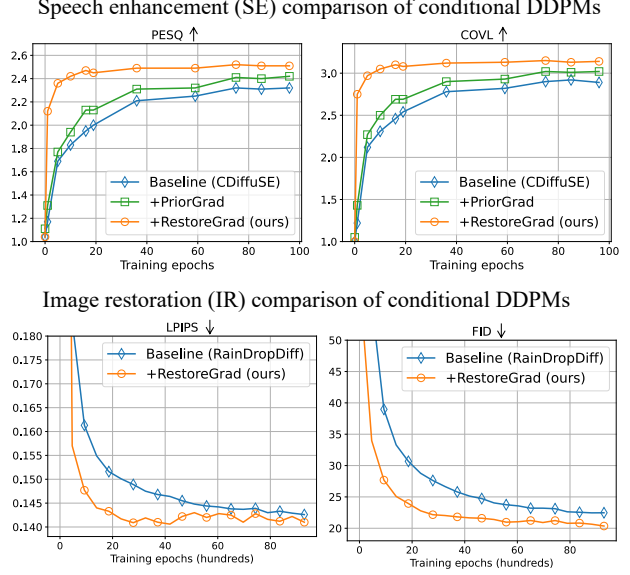 Speech enhancement (SE) comparison of conditional DDPMs
PESQ ↑
2.6
2.4
2.2
2.0
1.8
1.6
1.4
1.2
1.0
Baseline (CDiffuSE)
+PriorGrad
+RestoreGrad (ours)
0 20 40 60 80 100
Training epochs
COVL ↑
3.0
2.5
2.0
1.5
1.0
Baseline (CDiffuSE)
+PriorGrad
+RestoreGrad (ours)
0 20 40 60 80 100
Training epochs
Image restoration (IR) comparison of conditional DDPMs
LPIPS ↓
0.180
0.175
0.170
0.165
0.160
0.155
0.150
0.145
0.140
Baseline (RainDropDiff)
+RestoreGrad (ours)
0 20 40 60 80
Training epochs (hundreds)
FID ↓
50
45
40
35
30
25
20
Baseline (RainDropDiff)
+RestoreGrad (ours)
0 20 40 60 80
Training epochs (hundreds)